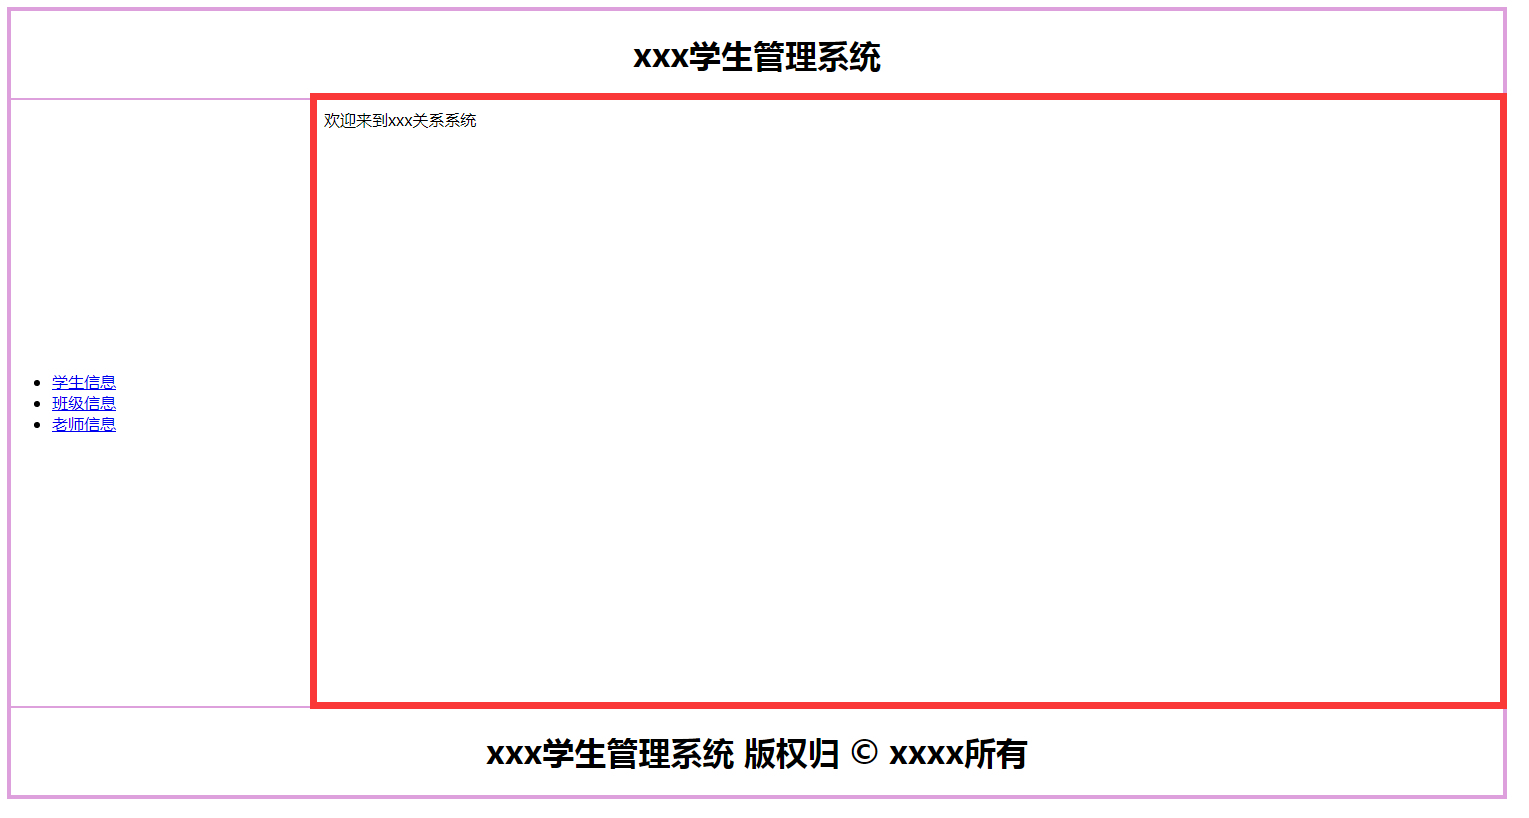 xxx学生管理系统
欢迎来到xxx关系系统
学生信息
班级信息
老师信息
xxx学生管理系统 版权归 © xxxx所有